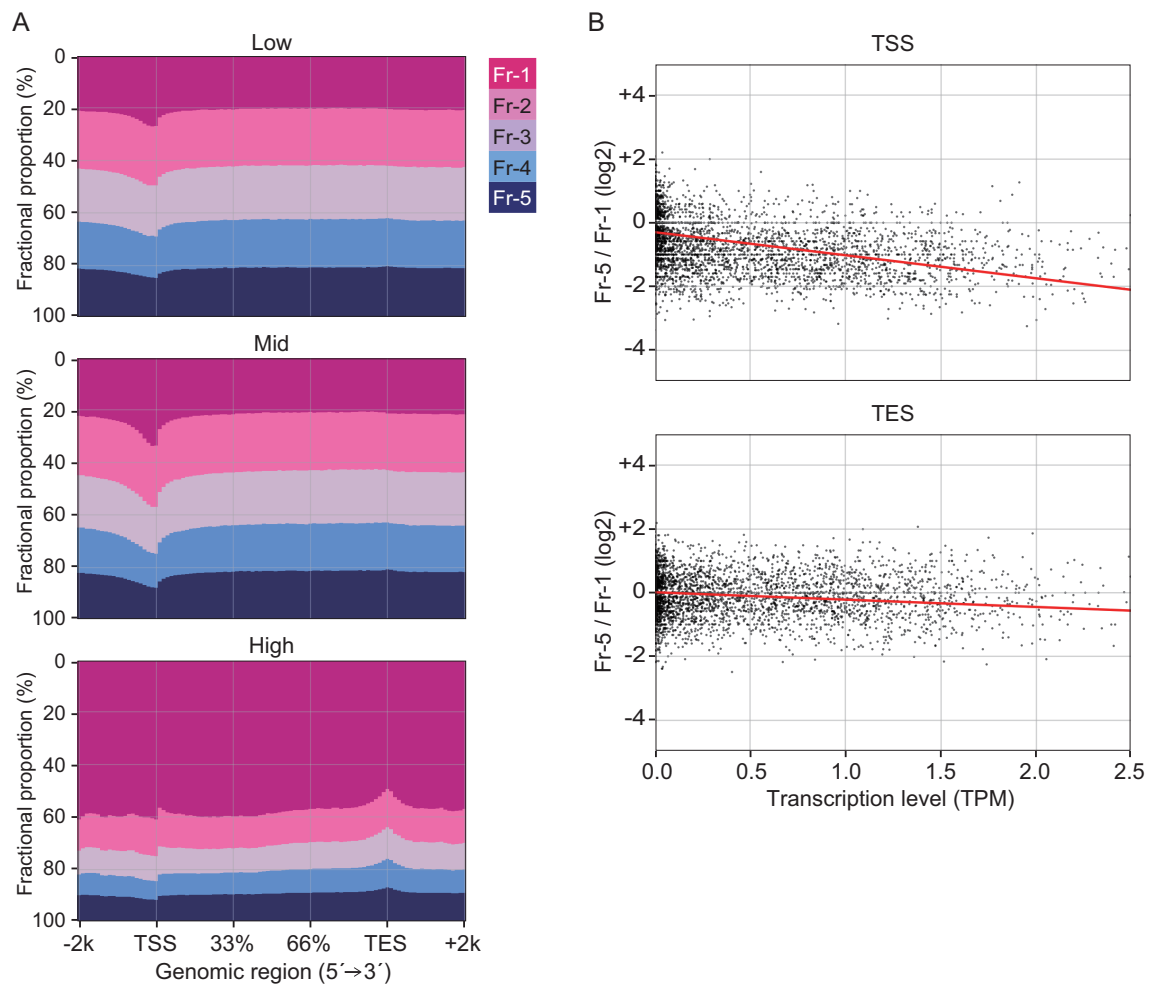 A
Low
Fractional proportion (%)
0
20
40
60
80
100
Fr-1
Fr-2
Fr-3
Fr-4
Fr-5
Mid
Fractional proportion (%)
0
20
40
60
80
100
High
Fractional proportion (%)
0
20
40
60
80
100
-2k TSS 33% 66% TES +2k
Genomic region (5´→3´)
B
TSS
Fr-5 / Fr-1 (log2)
+4
+2
0
-2
-4
TES
Fr-5 / Fr-1 (log2)
+4
+2
0
-2
-4
0.0 0.5 1.0 1.5 2.0 2.5
Transcription level (TPM)